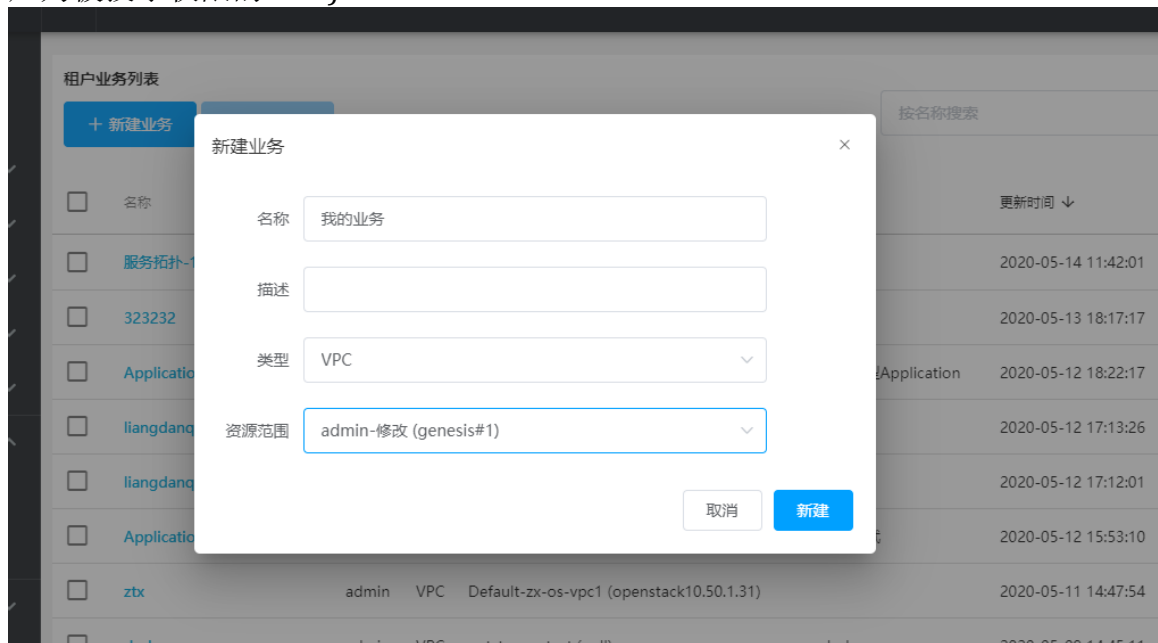 租户业务列表
+ 新建业务
按名称搜索
新建业务
×
名称
更新时间
名称 我的业务
服务拓扑-1
2020-05-14 11:42:01
描述
323232
2020-05-13 18:17:17
类型 VPC
Applicatio
Application
2020-05-12 18:22:17
liangdanq
资源范围 admin-修改 (genesis#1)
2020-05-12 17:13:26
liangdanq
2020-05-12 17:12:01
取消 新建
Applicatio
2020-05-12 15:53:10
ztx admin VPC Default-zx-os-vpc1 (openstack10.50.1.31) 2020-05-11 14:47:54